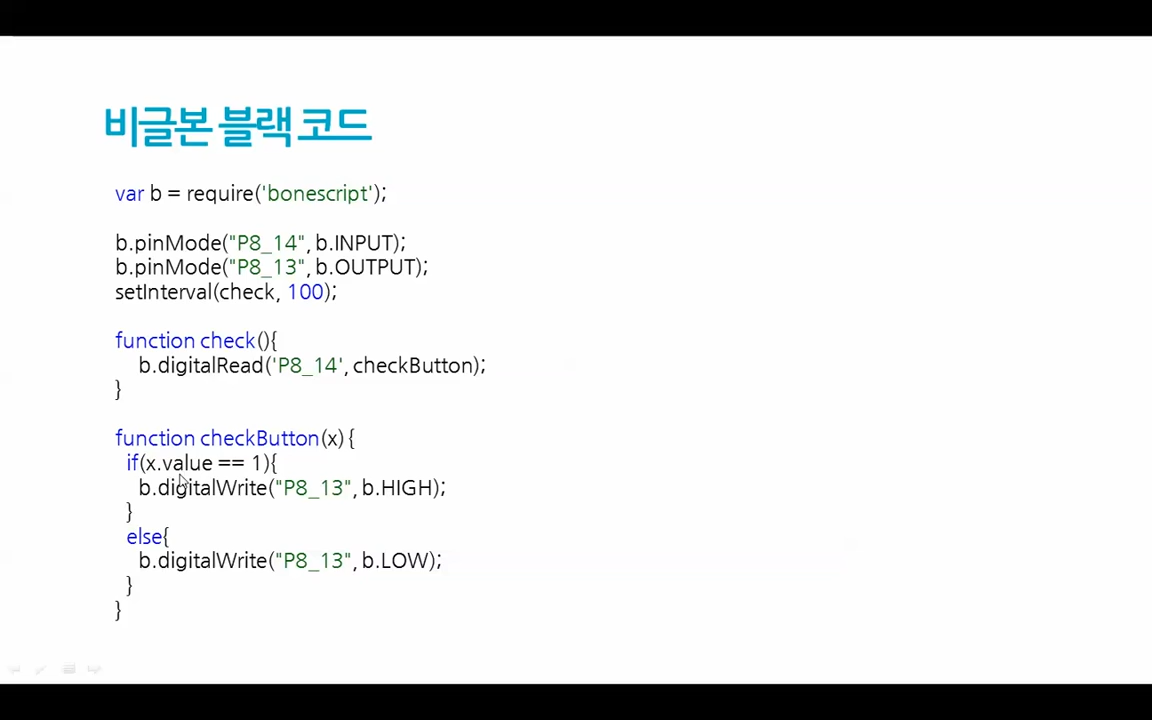 비글본 블랙 코드
var b = require('bonescript');
b.pinMode("P8_14", b.INPUT);
b.pinMode("P8_13", b.OUTPUT);
setInterval(check, 100);
function check(){
b.digitalRead('P8_14', checkButton);
}
function checkButton(x) {
if(x.value == 1){
b.digitalWrite("P8_13", b.HIGH);
}
else{
b.digitalWrite("P8_13", b.LOW);
}
}